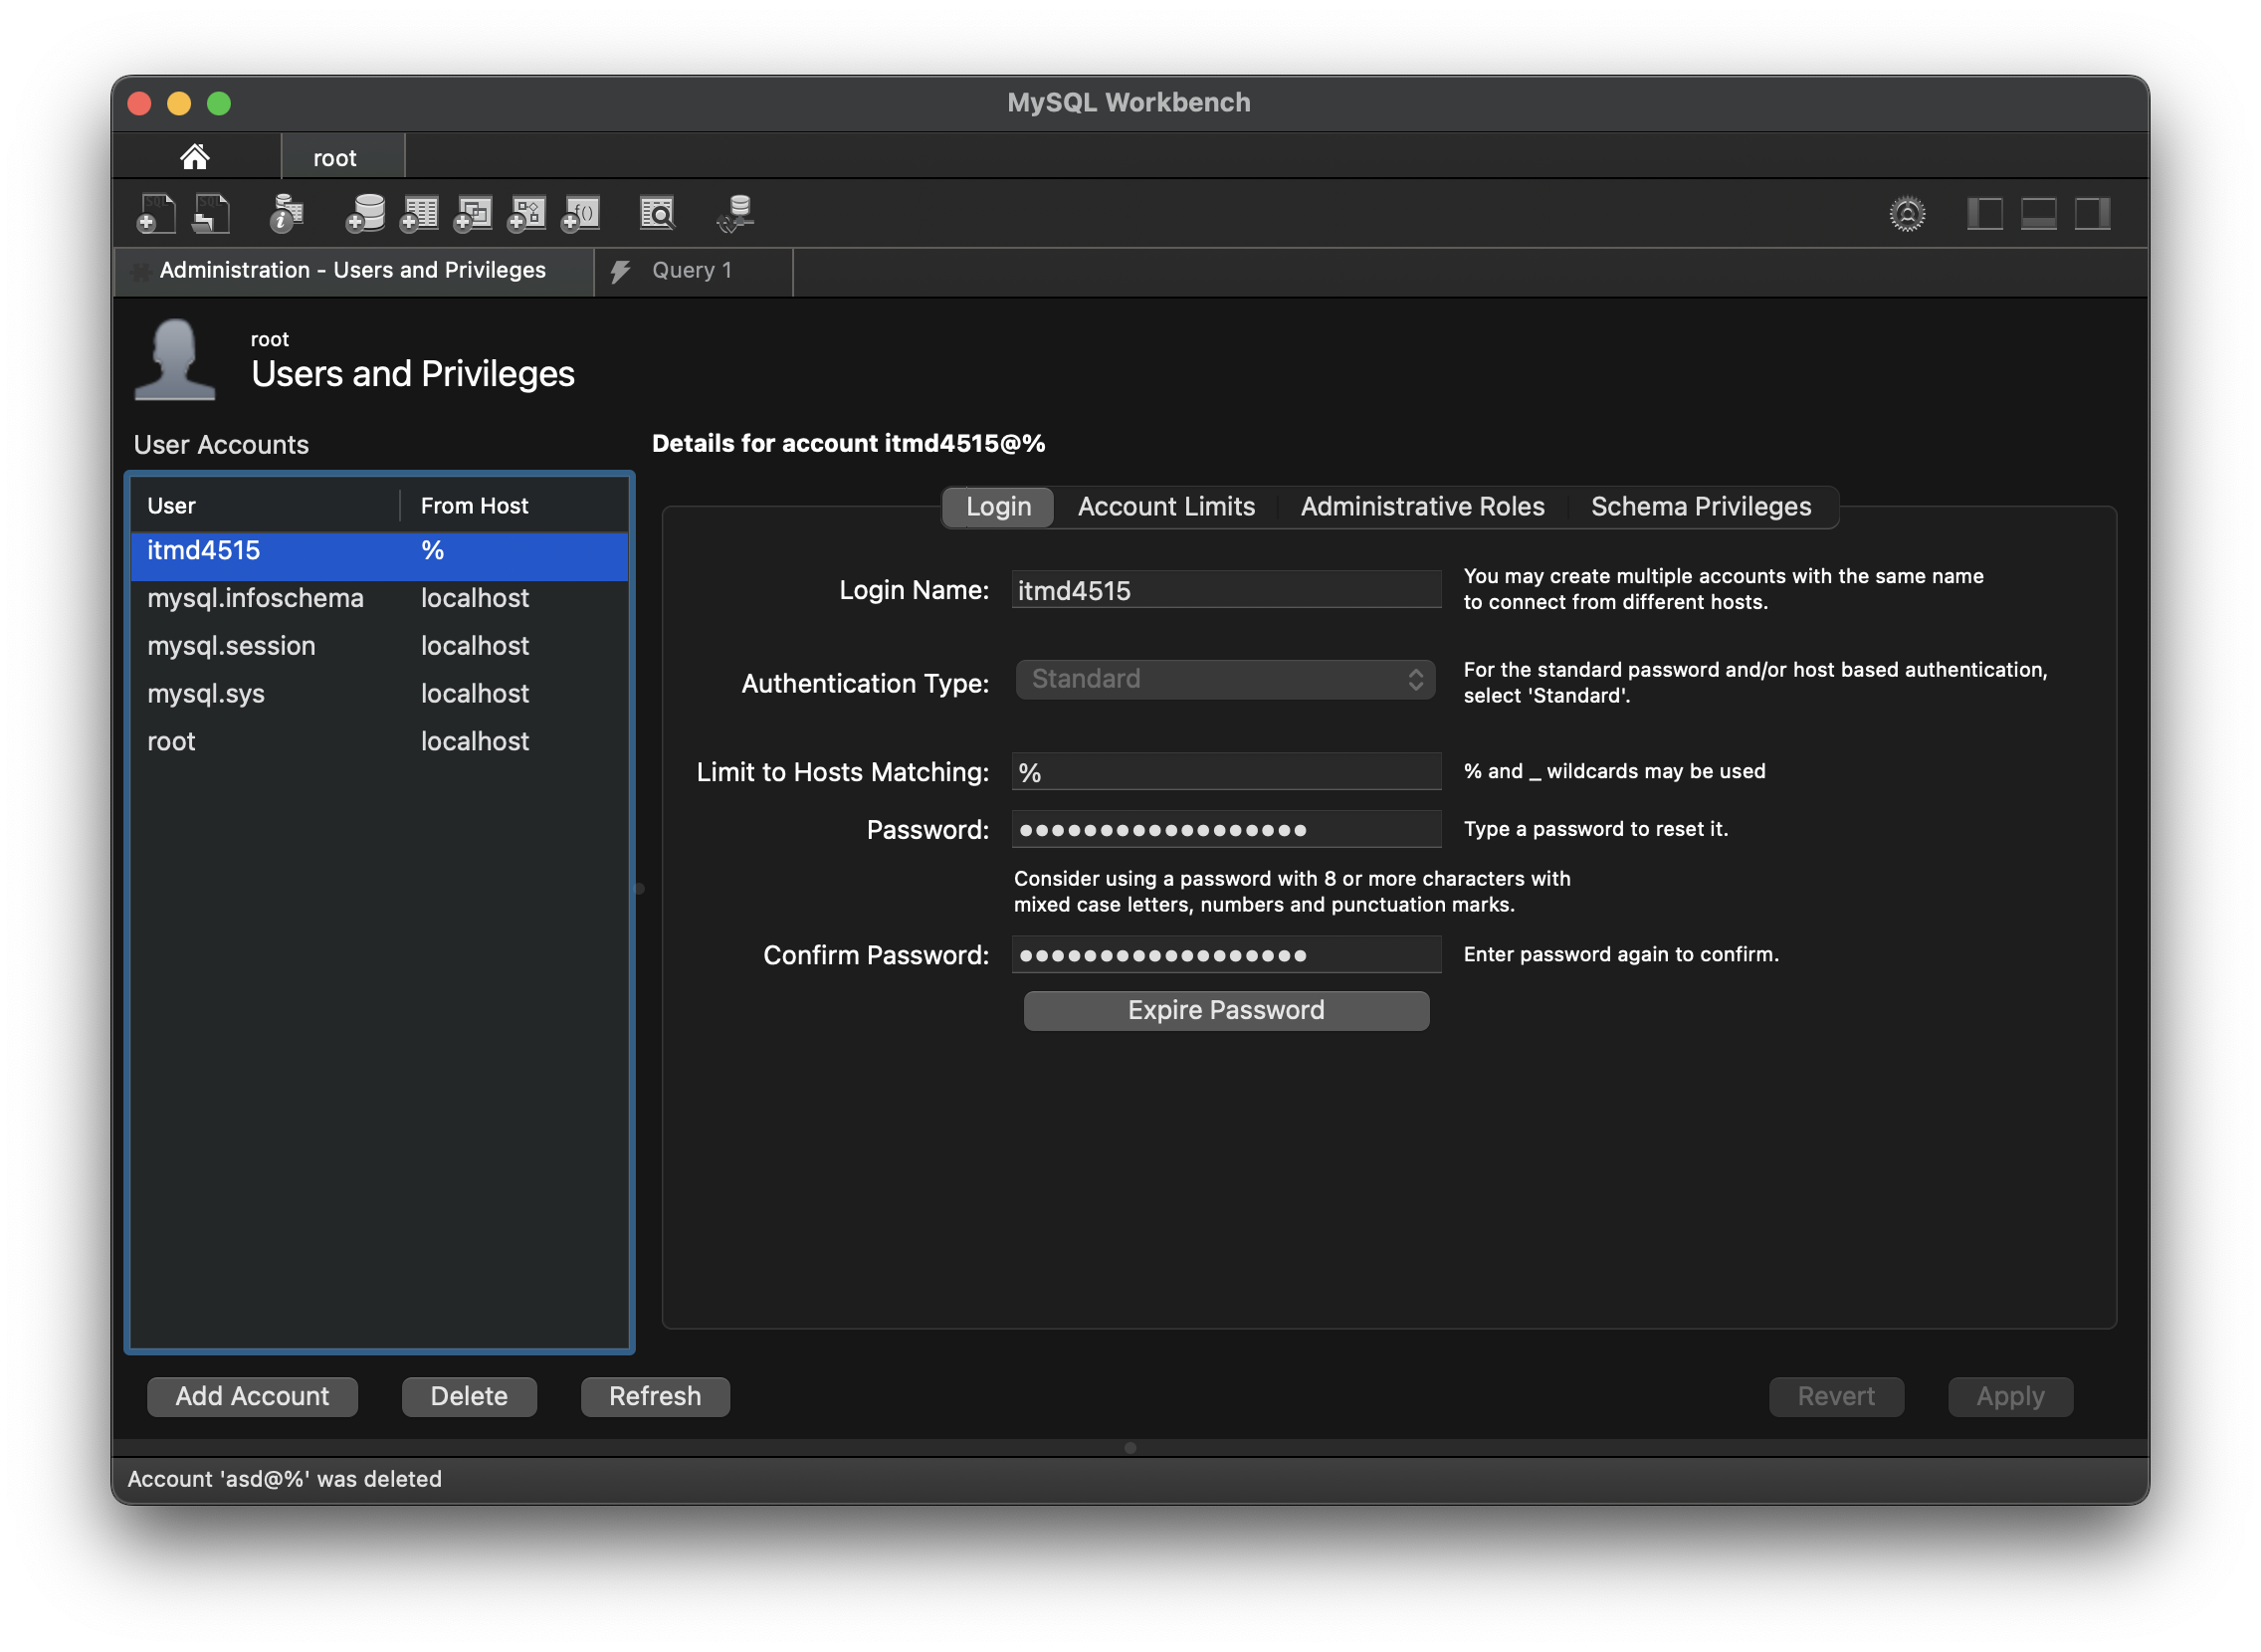 MySQL Workbench
root
SQL SQL i f()
Administration - Users and Privileges
Query 1
root
Users and Privileges
User Accounts
Details for account itmd4515@%
User From Host
itmd4515 %
mysql.infoschema localhost
mysql.session localhost
mysql.sys localhost
root localhost
Login Account Limits Administrative Roles Schema Privileges
Login Name: itmd4515
You may create multiple accounts with the same name
to connect from different hosts.
Authentication Type: Standard
For the standard password and/or host based authentication,
select 'Standard'.
Limit to Hosts Matching: %
% and _ wildcards may be used
Password: ●●●●●●●●●●●●●●●●●●
Type a password to reset it.
Consider using a password with 8 or more characters with
mixed case letters, numbers and punctuation marks.
Confirm Password: ●●●●●●●●●●●●●●●●●●
Enter password again to confirm.
Expire Password
Add Account Delete Refresh Revert Apply
Account 'asd@%' was deleted